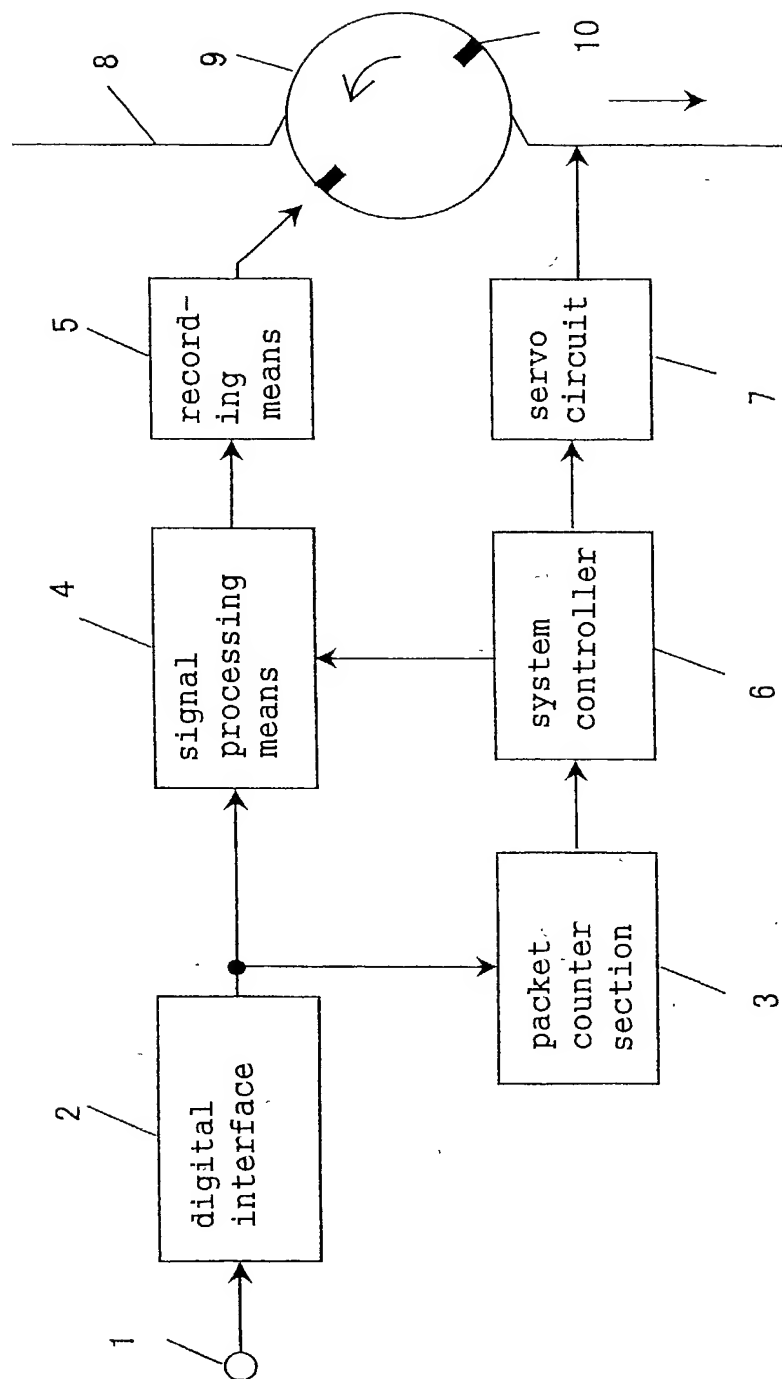 1
2
digital
interface
3
packet
counter
section
4
signal
processing
means
5
record-
ing
means
6
system
controller
7
servo
circuit
8
9
10